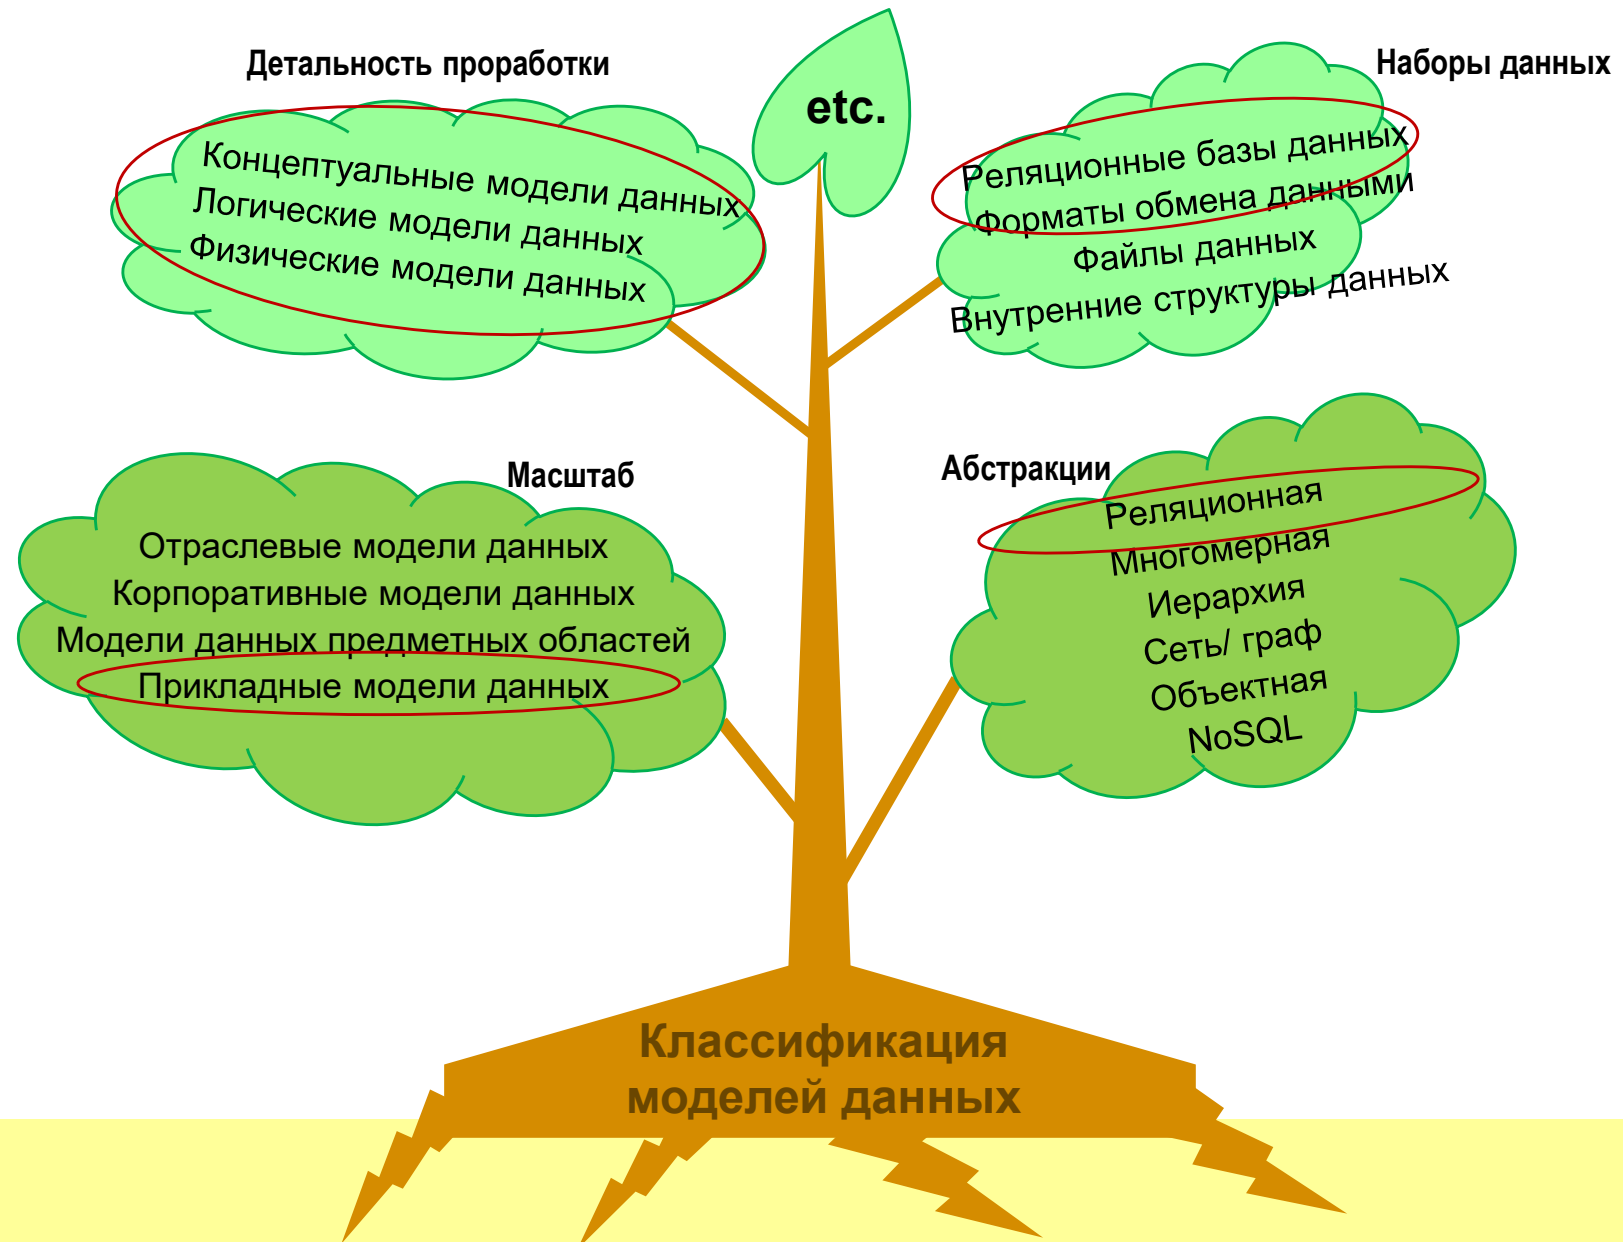 Детальность проработки
Концептуальные модели данных
Логические модели данных
Физические модели данных
etc.
Наборы данных
Реляционные базы данных
Форматы обмена данными
Файлы данных
Внутренние структуры данных
Масштаб
Отраслевые модели данных
Корпоративные модели данных
Модели данных предметных областей
Прикладные модели данных
Абстракции
Реляционная
Многомерная
Иерархия
Сеть/ граф
Объектная
NoSQL
Классификация
моделей данных